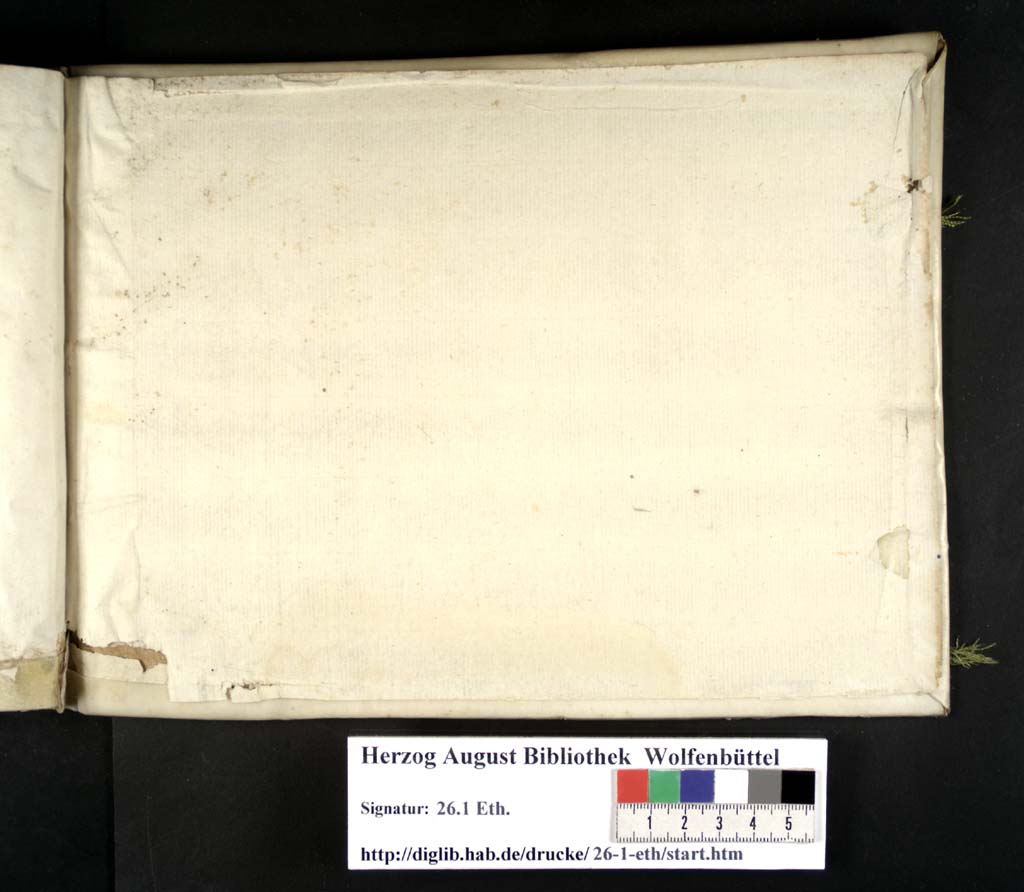 Herzog August Bibliothek Wolfenbüttel
Signatur: 26.1 Eth.
1 2 3 4 5
http://diglib.hab.de/drucke/ 26-1-eth/start.htm